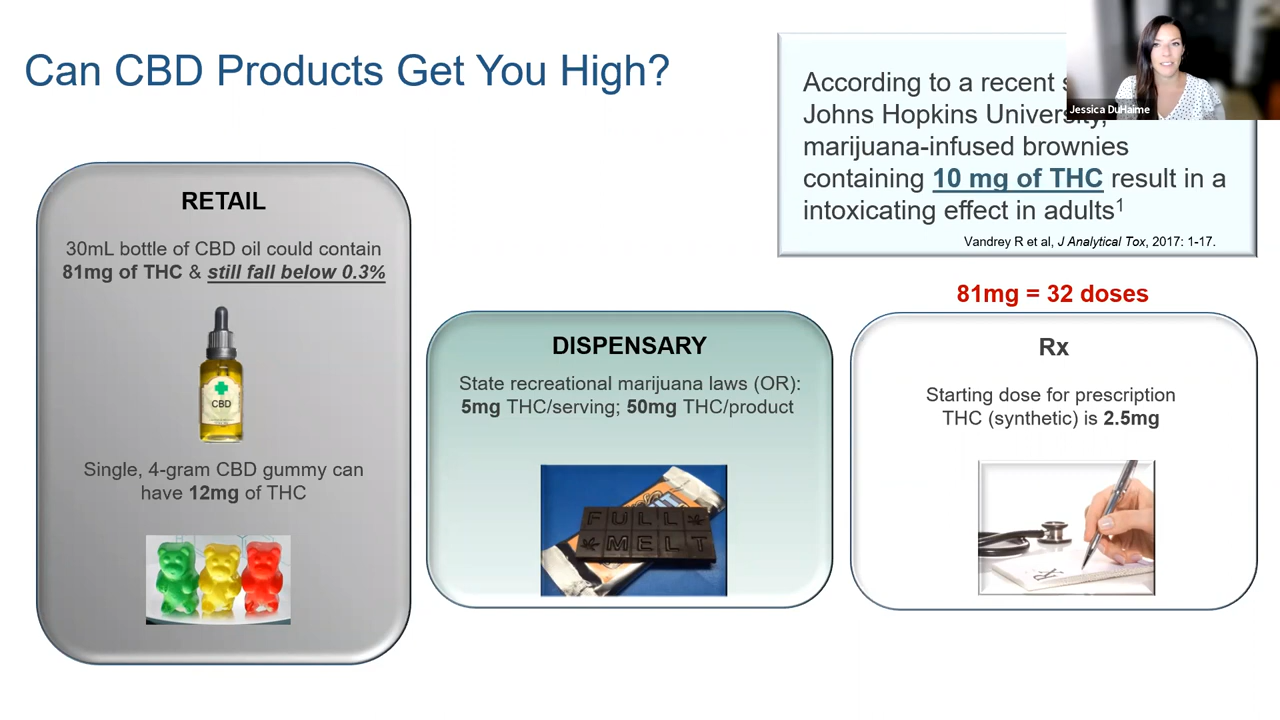 Can CBD Products Get You High?
According to a recent
Johns Hopkins University,
marijuana-infused brownies
containing 10 mg of THC result in a
intoxicating effect in adults1
Vandrey R et al, J Analytical Tox, 2017: 1-17.
Jessica DuHaime
RETAIL
30mL bottle of CBD oil could contain
81mg of THC & still fall below 0.3%
CBD
Single, 4-gram CBD gummy can
have 12mg of THC
DISPENSARY
State recreational marijuana laws (OR):
5mg THC/serving; 50mg THC/product
FULL
MELT
81mg = 32 doses
Rx
Starting dose for prescription
THC (synthetic) is 2.5mg
Rx